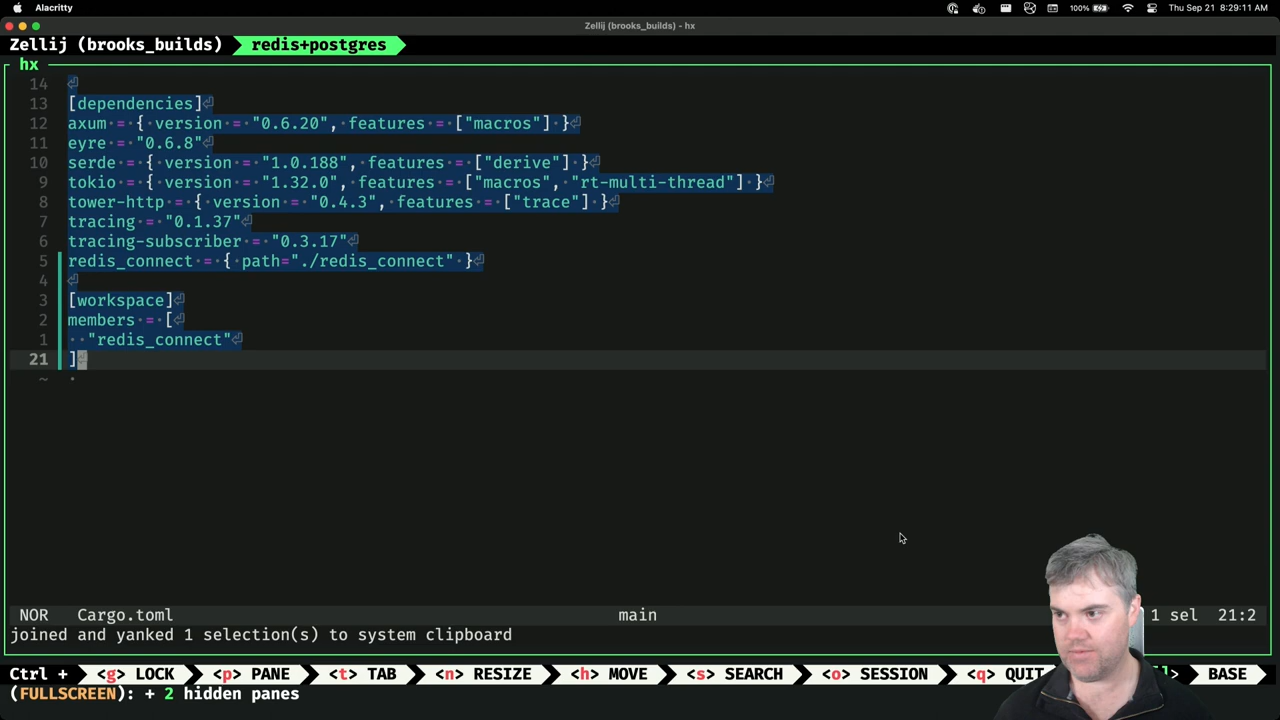 Alacritty
100%
Thu Sep 21 8:29:11 AM
Zellij (brooks_builds) - hx
Zellij (brooks_builds) redis+postgres
hx
14
13 [dependencies]
12 axum = { version = "0.6.20", features = ["macros"] }
11 eyre = "0.6.8"
10 serde = { version = "1.0.188", features = ["derive"] }
9 tokio = { version = "1.32.0", features = ["macros", "rt-multi-thread"] }
8 tower-http = { version = "0.4.3", features = ["trace"] }
7 tracing = "0.1.37"
6 tracing-subscriber = "0.3.17"
5 redis_connect = { path="./redis_connect" }
4
3 [workspace]
2 members = [
1 "redis_connect"
21 ]
~
NOR Cargo.toml main 1 sel 21:2
joined and yanked 1 selection(s) to system clipboard
Ctrl + <g> LOCK <p> PANE <t> TAB <n> RESIZE <h> MOVE <s> SEARCH <o> SESSION <q> QUIT BASE
(FULLSCREEN): + 2 hidden panes